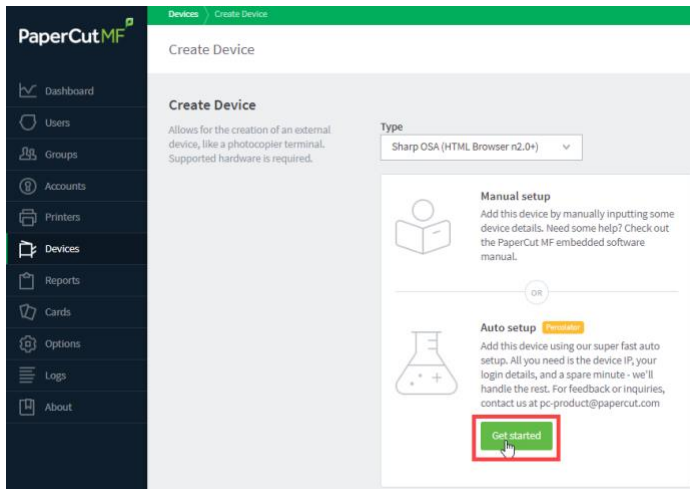 PaperCutMF
Devices
Create Device
Create Device
Dashboard
Users
Groups
Accounts
Printers
Devices
Reports
Cards
Options
Logs
About
Create Device
Allows for the creation of an external
device, like a photocopier terminal.
Supported hardware is required.
Type
Sharp OSA (HTML Browser n2.0+)
Manual setup
Add this device by manually inputting some
device details. Need some help? Check out
the PaperCut MF embedded software
manual.
OR
Auto setup Percolator
Add this device using our super fast auto
setup. All you need is the device IP, your
login details, and a spare minute - we'll
handle the rest. For feedback or inquiries,
contact us at pc-product@papercut.com
Get started